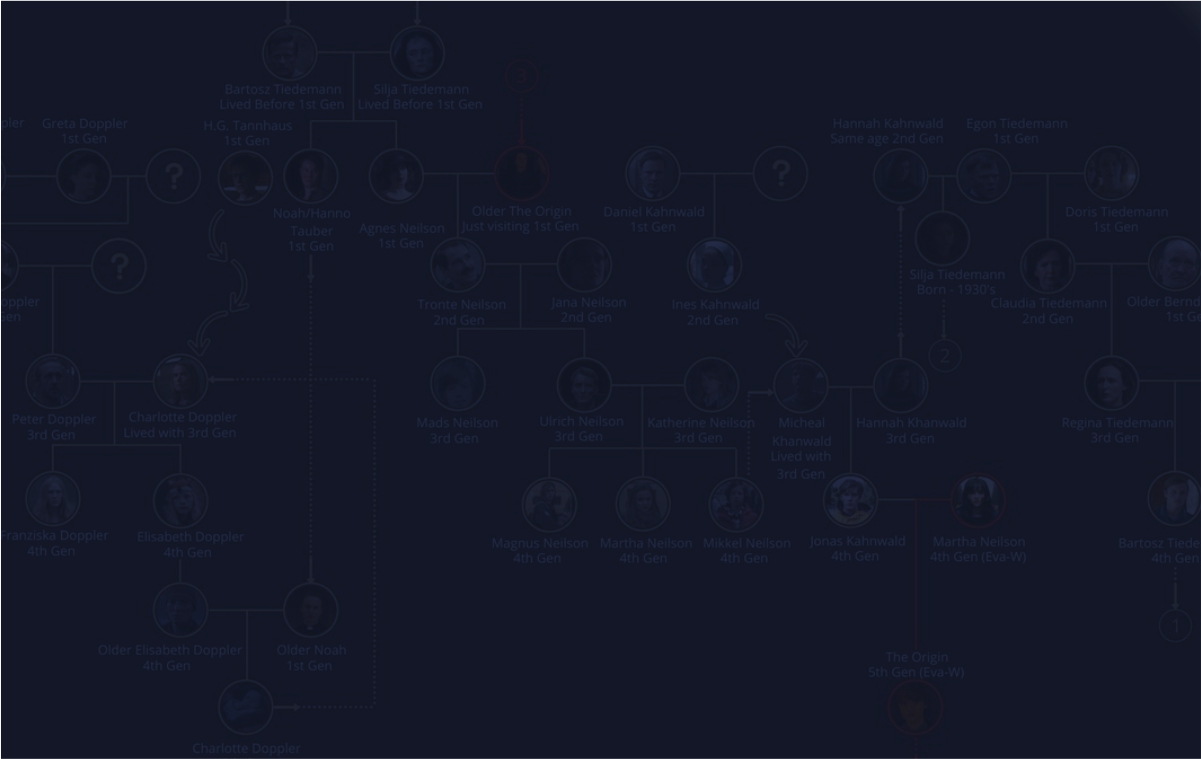 Bartosz Tiedemann
Lived Before 1st Gen
Silja Tiedemann
Lived Before 1st Gen
3
pler
Greta Doppler
1st Gen
H.G. Tannhaus
1st Gen
Hannah Kahnwald
Same age 2nd Gen
Egon Tiedemann
1st Gen
?
?
Noah/Hanno
Tauber
1st Gen
Agnes Neilson
1st Gen
Older The Origin
Just visiting 1st Gen
Daniel Kahnwald
1st Gen
Doris Tiedemann
1st Gen
?
oppler
Gen
Tronte Neilson
2nd Gen
Jana Neilson
2nd Gen
Ines Kahnwald
2nd Gen
Silja Tiedemann
Born - 1930's
Claudia Tiedemann
2nd Gen
Older Bernd
1st Ge
2
Peter Doppler
3rd Gen
Charlotte Doppler
Lived with 3rd Gen
Mads Neilson
3rd Gen
Ulrich Neilson
3rd Gen
Katherine Neilson
3rd Gen
Micheal
Khanwald
Lived with
3rd Gen
Hannah Khanwald
3rd Gen
Regina Tiedemann
3rd Gen
Franziska Doppler
4th Gen
Elisabeth Doppler
4th Gen
Magnus Neilson
4th Gen
Martha Neilson
4th Gen
Mikkel Neilson
4th Gen
Jonas Kahnwald
4th Gen
Martha Neilson
4th Gen (Eva-W)
Bartosz Tiede
4th Gen
1
Older Elisabeth Doppler
4th Gen
Older Noah
1st Gen
The Origin
5th Gen (Eva-W)
Charlotte Doppler